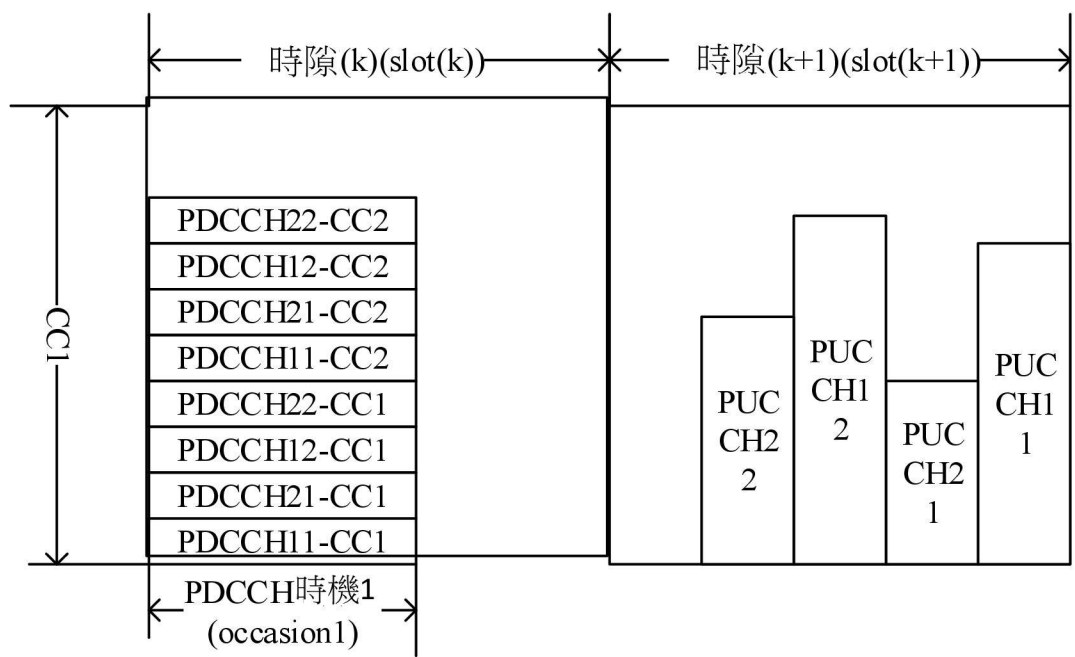 時隙(k)(slot(k))
時隙(k+1)(slot(k+1))
CC1
PDCCH22-CC2
PDCCH12-CC2
PDCCH21-CC2
PDCCH11-CC2
PDCCH22-CC1
PDCCH12-CC1
PDCCH21-CC1
PDCCH11-CC1
PDCCH時機1
(occasion1)
PUC
CH2
2
PUC
CH1
2
PUC
CH2
1
PUC
CH1
1